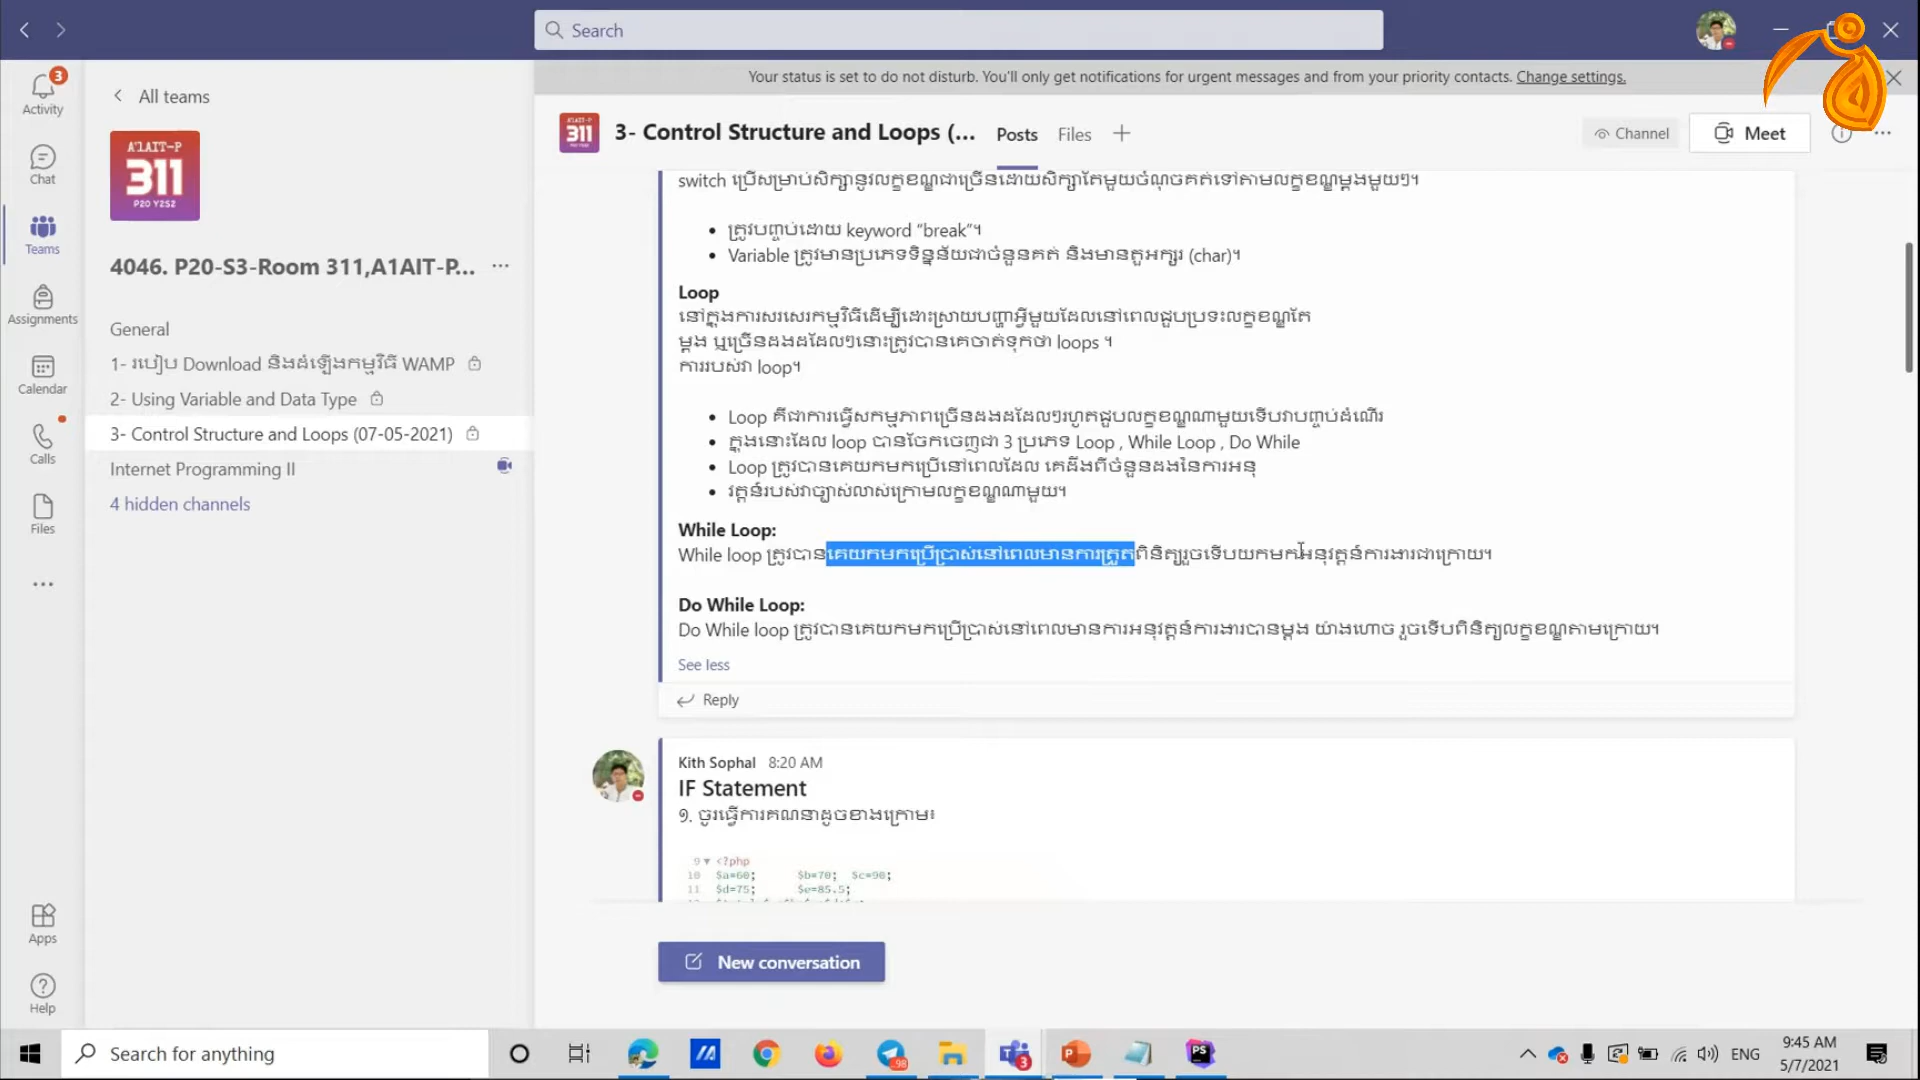 Search
Your status is set to do not disturb. You'll only get notifications for urgent messages and from your priority contacts. Change settings.
3
Activity
Chat
Teams
Assignments
Calendar
Calls
Files
Apps
Help
All teams
A1AIT-P
311
P20 Y2S2
4046. P20-S3-Room 311,A1AIT-P...
General
1- របៀប Download និងដំឡើងកម្មវិធី WAMP
2- Using Variable and Data Type
3- Control Structure and Loops (07-05-2021)
Internet Programming II
4 hidden channels
311
3- Control Structure and Loops (...
Posts
Files
Channel
Meet
switch ប្រើសម្រាប់សិក្សានូវលក្ខខណ្ឌជាច្រើនដោយសិក្សាតែមួយចំណុចគត់ទៅតាមលក្ខខណ្ឌម្តងមួយៗ។
• ត្រូវបញ្ចប់ដោយ keyword “break”។
• Variable ត្រូវមានប្រភេទទិន្នន័យជាចំនួនគត់ និងមានតួអក្សរ (char)។
Loop
នៅក្នុងការសរសេរកម្មវិធីដើម្បីដោះស្រាយបញ្ហាអ្វីមួយដែលនៅពេលជួបប្រទះលក្ខខណ្ឌតែ
ម្តង ឬច្រើនដងដដែលៗនោះត្រូវបានគេចាត់ទុកថា loops ។
ការរបស់វា loop។
• Loop គឺជាការធ្វើសកម្មភាពច្រើនដងដដែលៗរហូតជួបលក្ខខណ្ឌណាមួយទើបវាបញ្ចប់ដំណើរ
• ក្នុងនោះដែល loop បានចែកចេញជា 3 ប្រភេទ Loop , While Loop , Do While
• Loop ត្រូវបានគេយកមកប្រើនៅពេលដែល គេដឹងពីចំនួនដងនៃការអនុ
• វត្តន៍របស់វាច្បាស់លាស់ក្រោមលក្ខខណ្ឌណាមួយ។
While Loop:
While loop ត្រូវបានគេយកមកប្រើប្រាស់នៅពេលមានការត្រួតពិនិត្យរួចទើបយកមកអនុវត្តន៍ការងារជាក្រោយ។
Do While Loop:
Do While loop ត្រូវបានគេយកមកប្រើប្រាស់នៅពេលមានការអនុវត្តន៍ការងារបានម្តង យ៉ាងហោច រួចទើបពិនិត្យលក្ខខណ្ឌតាមក្រោយ។
See less
Reply
Kith Sophal 8:20 AM
IF Statement
១. ចូរធ្វើការគណនាដូចខាងក្រោម៖
9 <?php
10 $a=60; $b=70; $c=90;
11 $d=75; $e=85.5;
New conversation
Search for anything
98
3
PS
ENG
9:45 AM
5/7/2021